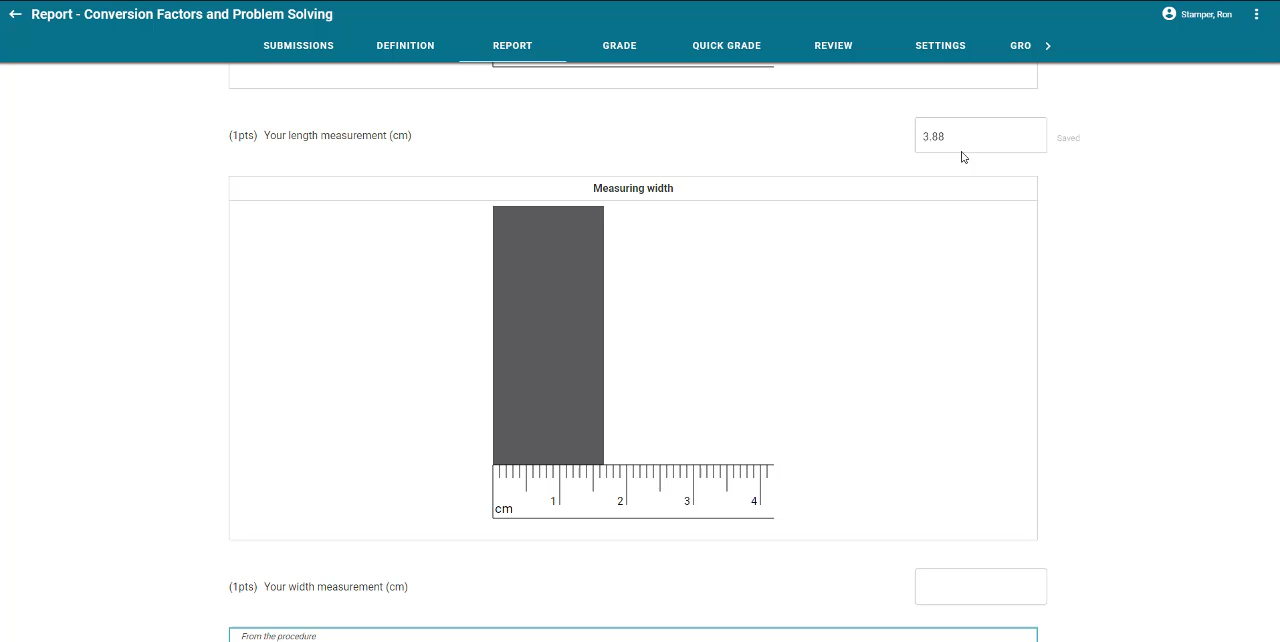 Report - Conversion Factors and Problem Solving
Stamper, Ron
SUBMISSIONS DEFINITION REPORT GRADE QUICK GRADE REVIEW SETTINGS GRO
(1pts) Your length measurement (cm) 3.88 Saved
Measuring width
1 2 3 4
cm
(1pts) Your width measurement (cm)
From the procedure